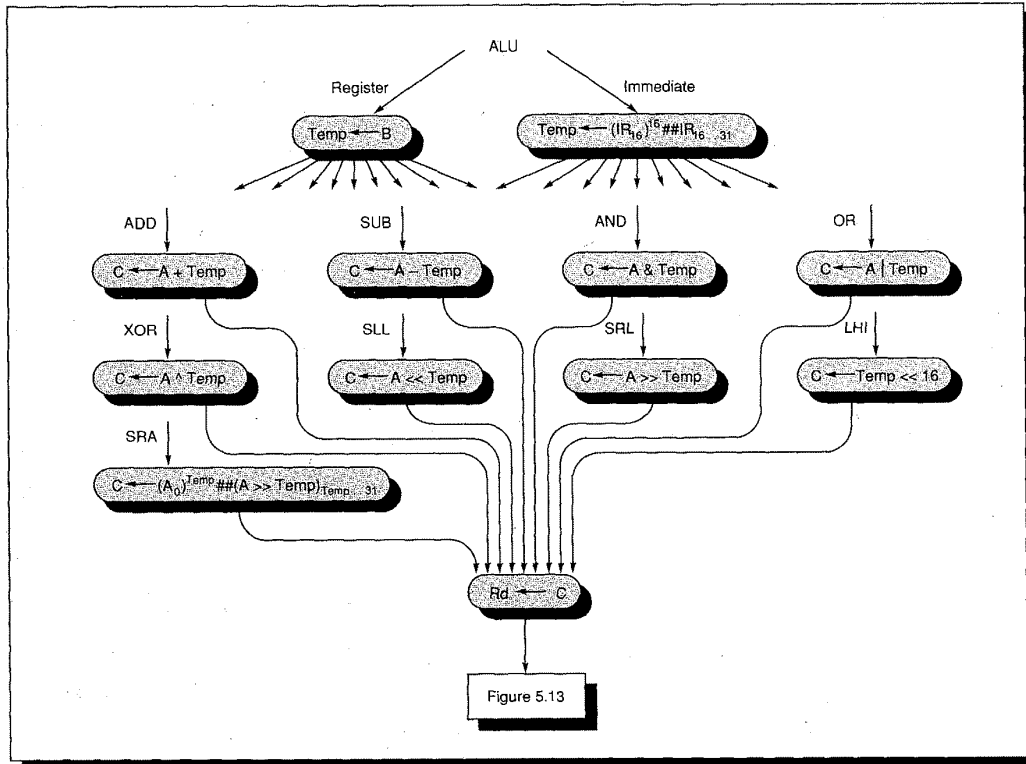 ALU
Register
Immediate
Temp ← B
Temp ← (IR₁₆)¹⁶##IR₁₆..31
ADD
SUB
AND
OR
C ← A + Temp
C ← A – Temp
C ← A & Temp
C ← A | Temp
XOR
SLL
SRL
LHI
C ← A ^ Temp
C ← A << Temp
C ← A >> Temp
C ← Temp << 16
SRA
C ← (A₀)ᵀᵉᵐᵖ##(A >> Temp)Temp..31
Rd ← C
Figure 5.13